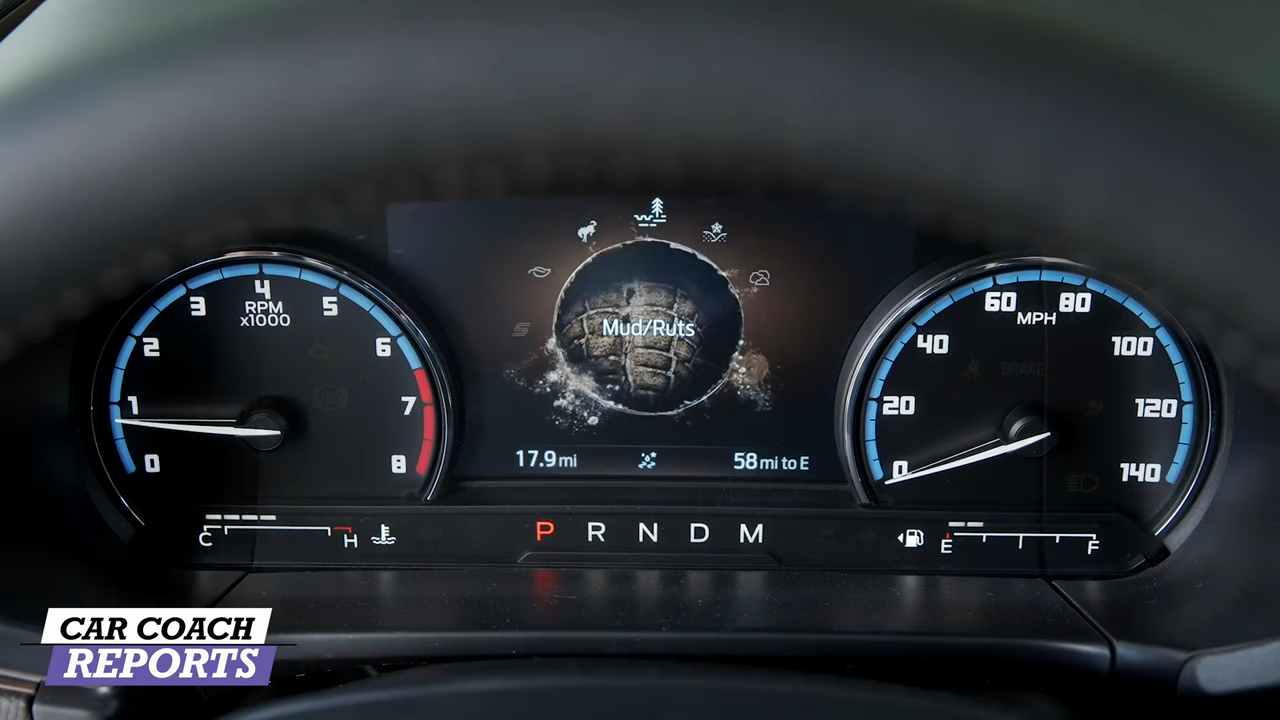 4
3
5
RPM
x1000
2
6
1
7
0
8
Mud/Ruts
17.9 mi
58 mi to E
60
80
MPH
40
100
BRAKE
20
120
0
140
C
H
P R N D M
E
F
CAR COACH
REPORTS